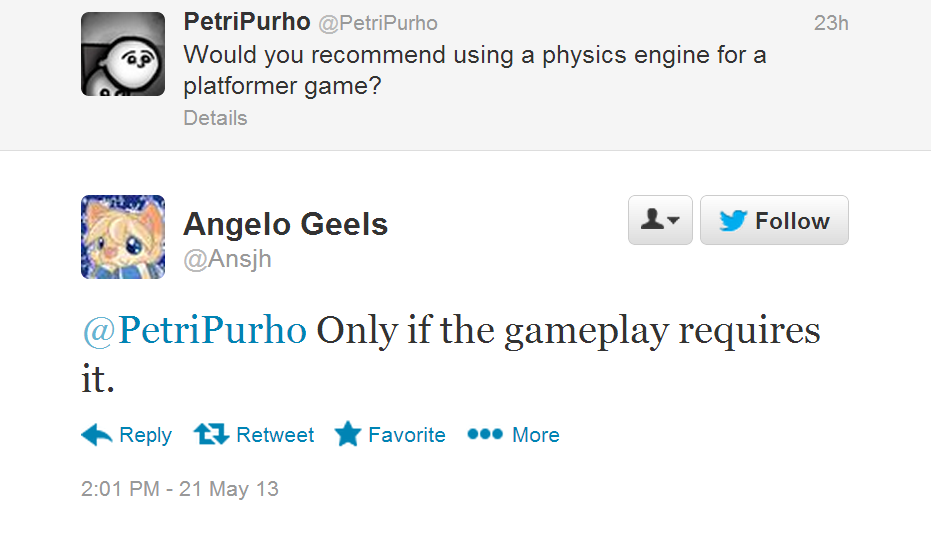 PetriPurho @PetriPurho 23h
Would you recommend using a physics engine for a
platformer game?
Details
Angelo Geels
@Ansjh
Follow
@PetriPurho Only if the gameplay requires
it.
Reply Retweet Favorite More
2:01 PM - 21 May 13